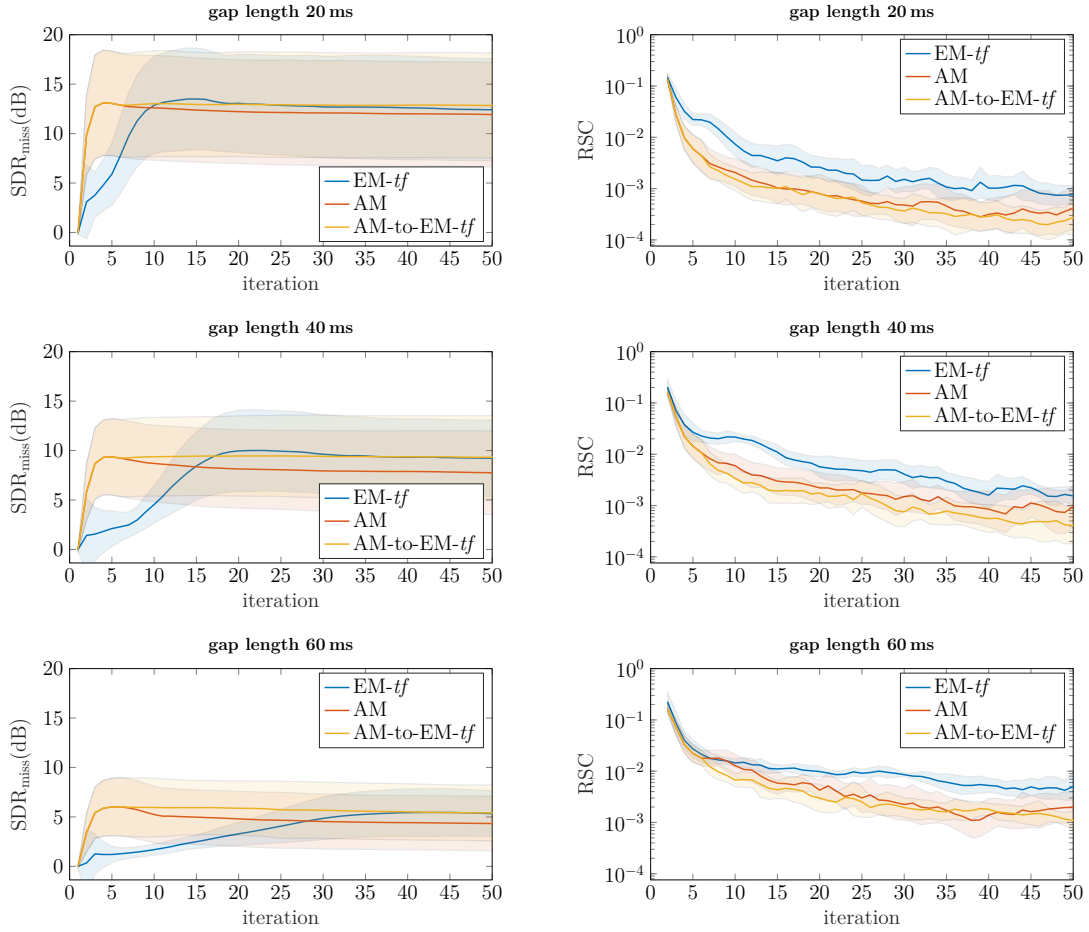 gap length 20 ms
20
15
10
5
0
SDR_miss(dB)
EM-tf
AM
AM-to-EM-tf
0 5 10 15 20 25 30 35 40 45 50
iteration
gap length 20 ms
10^0
10^-1
10^-2
10^-3
10^-4
RSC
EM-tf
AM
AM-to-EM-tf
0 5 10 15 20 25 30 35 40 45 50
iteration
gap length 40 ms
20
15
10
5
0
SDR_miss(dB)
EM-tf
AM
AM-to-EM-tf
0 5 10 15 20 25 30 35 40 45 50
iteration
gap length 40 ms
10^0
10^-1
10^-2
10^-3
10^-4
RSC
EM-tf
AM
AM-to-EM-tf
0 5 10 15 20 25 30 35 40 45 50
iteration
gap length 60 ms
20
15
10
5
0
SDR_miss(dB)
EM-tf
AM
AM-to-EM-tf
0 5 10 15 20 25 30 35 40 45 50
iteration
gap length 60 ms
10^0
10^-1
10^-2
10^-3
10^-4
RSC
EM-tf
AM
AM-to-EM-tf
0 5 10 15 20 25 30 35 40 45 50
iteration